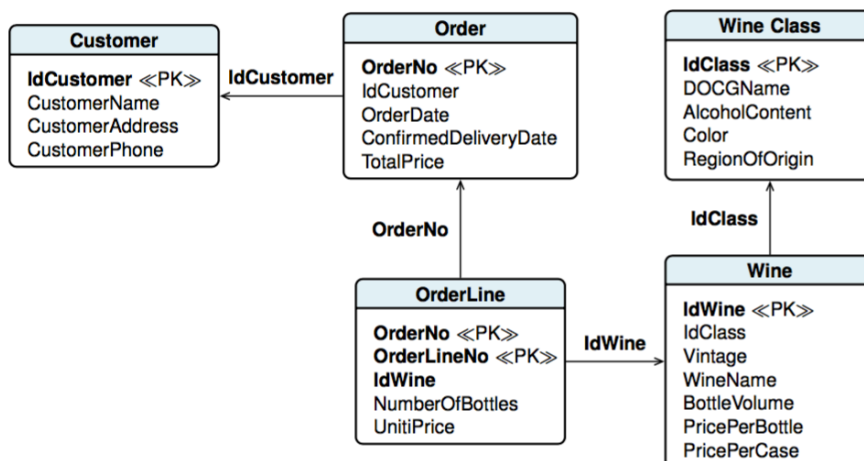 Customer
IdCustomer ≪PK≫
CustomerName
CustomerAddress
CustomerPhone
IdCustomer
Order
OrderNo ≪PK≫
IdCustomer
OrderDate
ConfirmedDeliveryDate
TotalPrice
Wine Class
IdClass ≪PK≫
DOCGName
AlcoholContent
Color
RegionOfOrigin
OrderNo
IdClass
OrderLine
OrderNo ≪PK≫
OrderLineNo ≪PK≫
IdWine
NumberOfBottles
UnitiPrice
IdWine
Wine
IdWine ≪PK≫
IdClass
Vintage
WineName
BottleVolume
PricePerBottle
PricePerCase